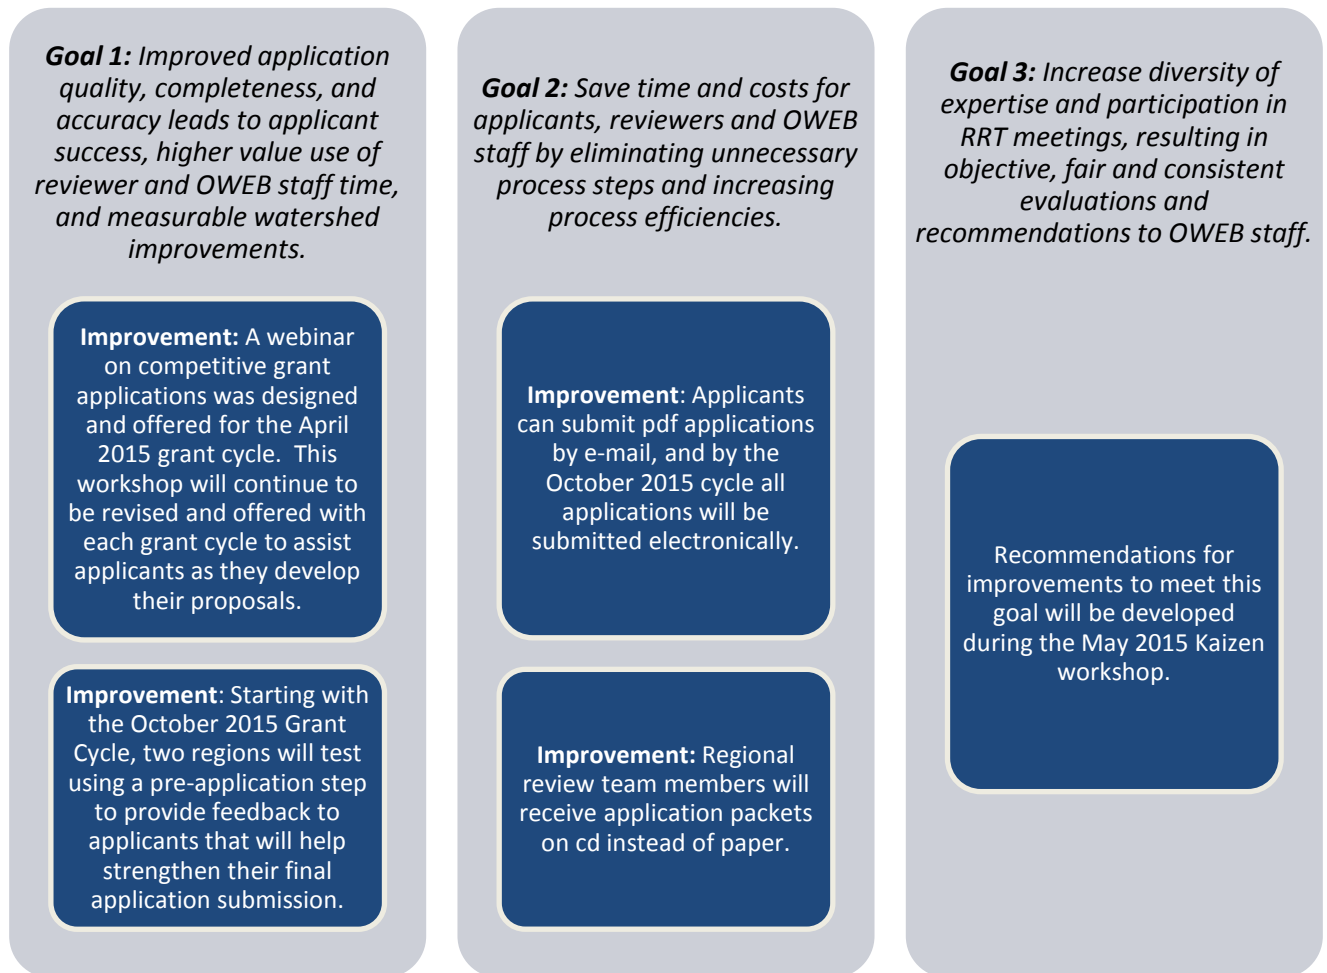 Goal 1: Improved application
quality, completeness, and
accuracy leads to applicant
success, higher value use of
reviewer and OWEB staff time,
and measurable watershed
improvements.
Improvement: A webinar
on competitive grant
applications was designed
and offered for the April
2015 grant cycle.  This
workshop will continue to
be revised and offered with
each grant cycle to assist
applicants as they develop
their proposals.
Improvement: Starting with
the October 2015 Grant
Cycle, two regions will test
using a pre-application step
to provide feedback to
applicants that will help
strengthen their final
application submission.
Goal 2: Save time and costs for
applicants, reviewers and OWEB
staff by eliminating unnecessary
process steps and increasing
process efficiencies.
Improvement: Applicants
can submit pdf applications
by e-mail, and by the
October 2015 cycle all
applications will be
submitted electronically.
Improvement: Regional
review team members will
receive application packets
on cd instead of paper.
Goal 3: Increase diversity of
expertise and participation in
RRT meetings, resulting in
objective, fair and consistent
evaluations and
recommendations to OWEB staff.
Recommendations for
improvements to meet this
goal will be developed
during the May 2015 Kaizen
workshop.